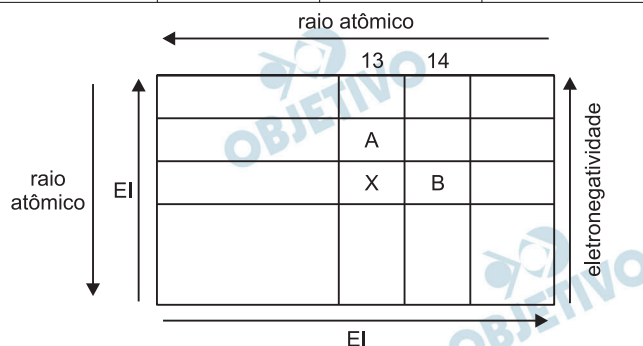 raio atômico
13 14
A
X B
raio
atômico
EI
eletronegatividade
EI
OBJETIVO
OBJETIVO